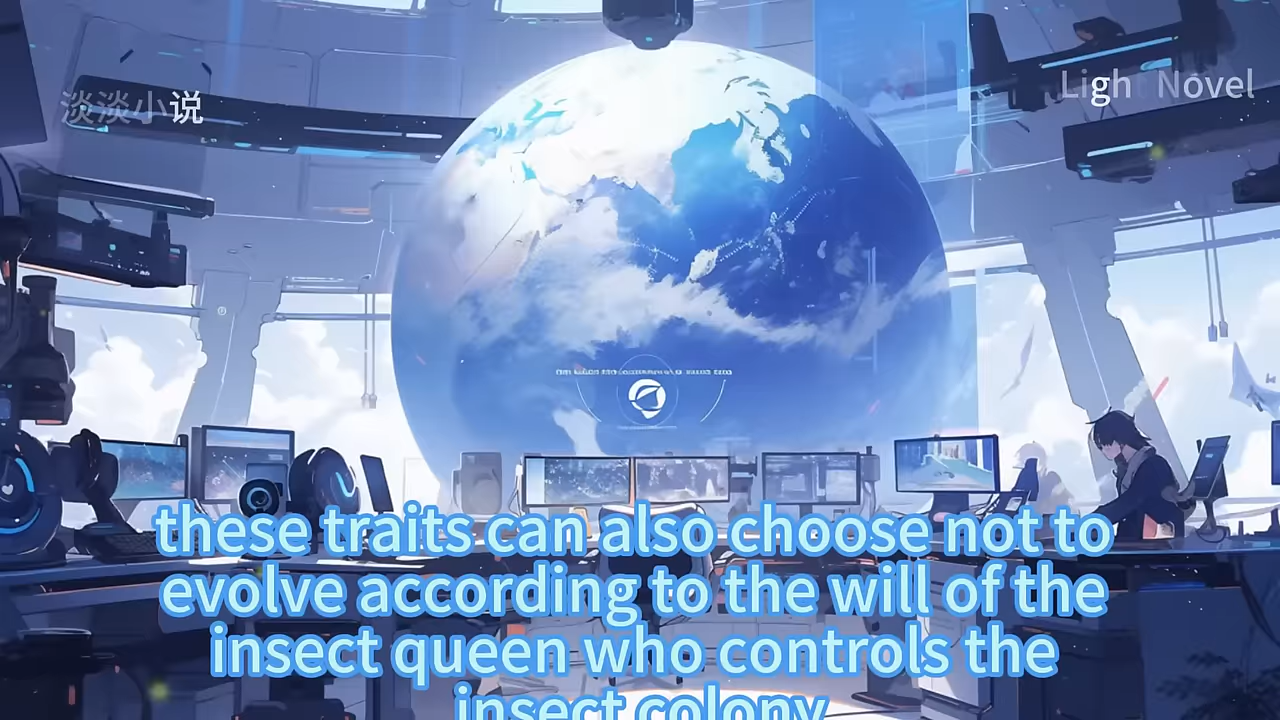 淡淡小说
Ligh Novel
these traits can also choose not to
evolve according to the will of the
insect queen who controls the
insect colony